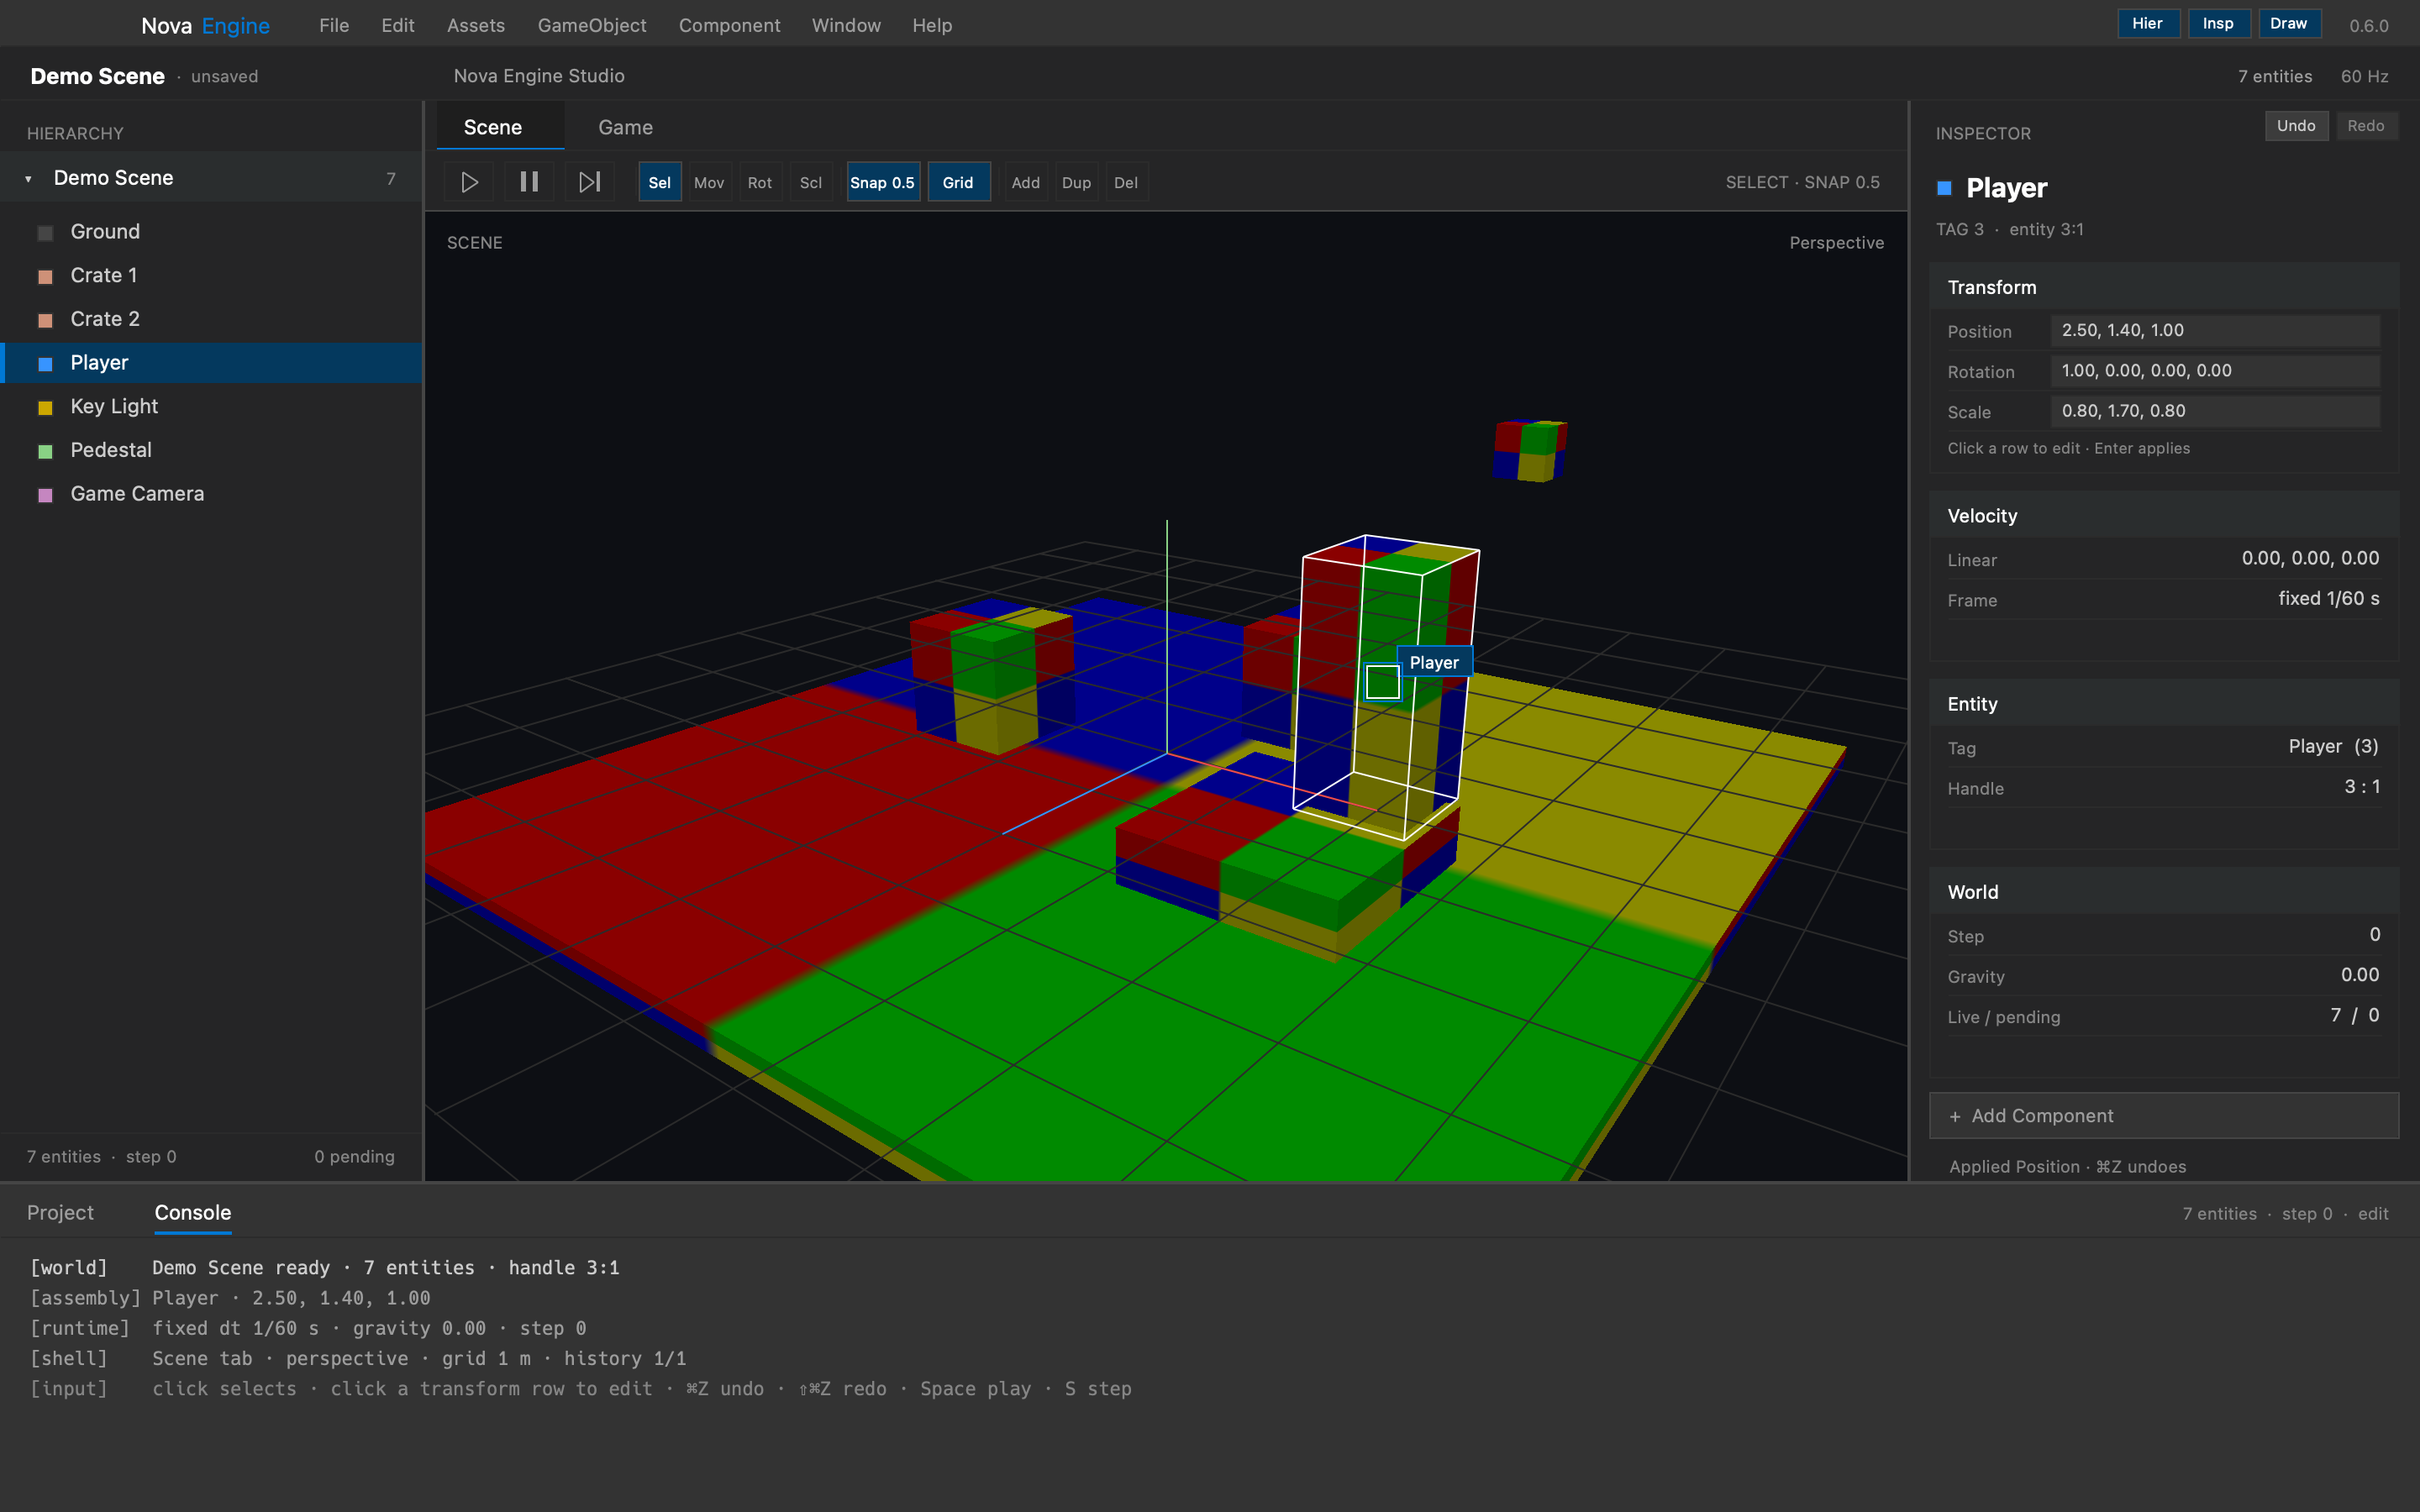 Nova Engine File Edit Assets GameObject Component Window Help Hier Insp Draw 0.6.0
Demo Scene · unsaved Nova Engine Studio 7 entities 60 Hz
HIERARCHY
Demo Scene 7
Ground
Crate 1
Crate 2
Player
Key Light
Pedestal
Game Camera
7 entities · step 0 0 pending
Scene Game
Sel Mov Rot Scl Snap 0.5 Grid Add Dup Del SELECT · SNAP 0.5
SCENE Perspective
Player
INSPECTOR Undo Redo
Player
TAG 3 · entity 3:1
Transform
Position 2.50, 1.40, 1.00
Rotation 1.00, 0.00, 0.00, 0.00
Scale 0.80, 1.70, 0.80
Click a row to edit · Enter applies
Velocity
Linear 0.00, 0.00, 0.00
Frame fixed 1/60 s
Entity
Tag Player (3)
Handle 3 : 1
World
Step 0
Gravity 0.00
Live / pending 7 / 0
+ Add Component
Applied Position · ⌘Z undoes
Project Console 7 entities · step 0 · edit
[world] Demo Scene ready · 7 entities · handle 3:1
[assembly] Player · 2.50, 1.40, 1.00
[runtime] fixed dt 1/60 s · gravity 0.00 · step 0
[shell] Scene tab · perspective · grid 1 m · history 1/1
[input] click selects · click a transform row to edit · ⌘Z undo · ⇧⌘Z redo · Space play · S step